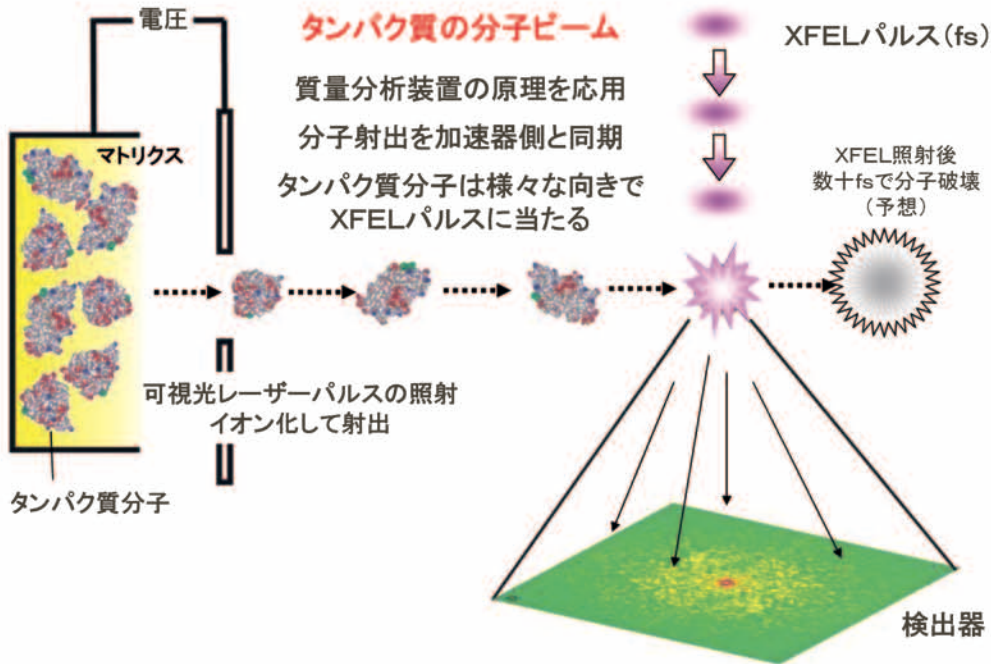 電圧
タンパク質の分子ビーム
XFELパルス(fs)
質量分析装置の原理を応用
分子射出を加速器側と同期
タンパク質分子は様々な向きで
XFELパルスに当たる
マトリクス
XFEL照射後
数十fsで分子破壊
(予想)
可視光レーザーパルスの照射
イオン化して射出
タンパク質分子
検出器